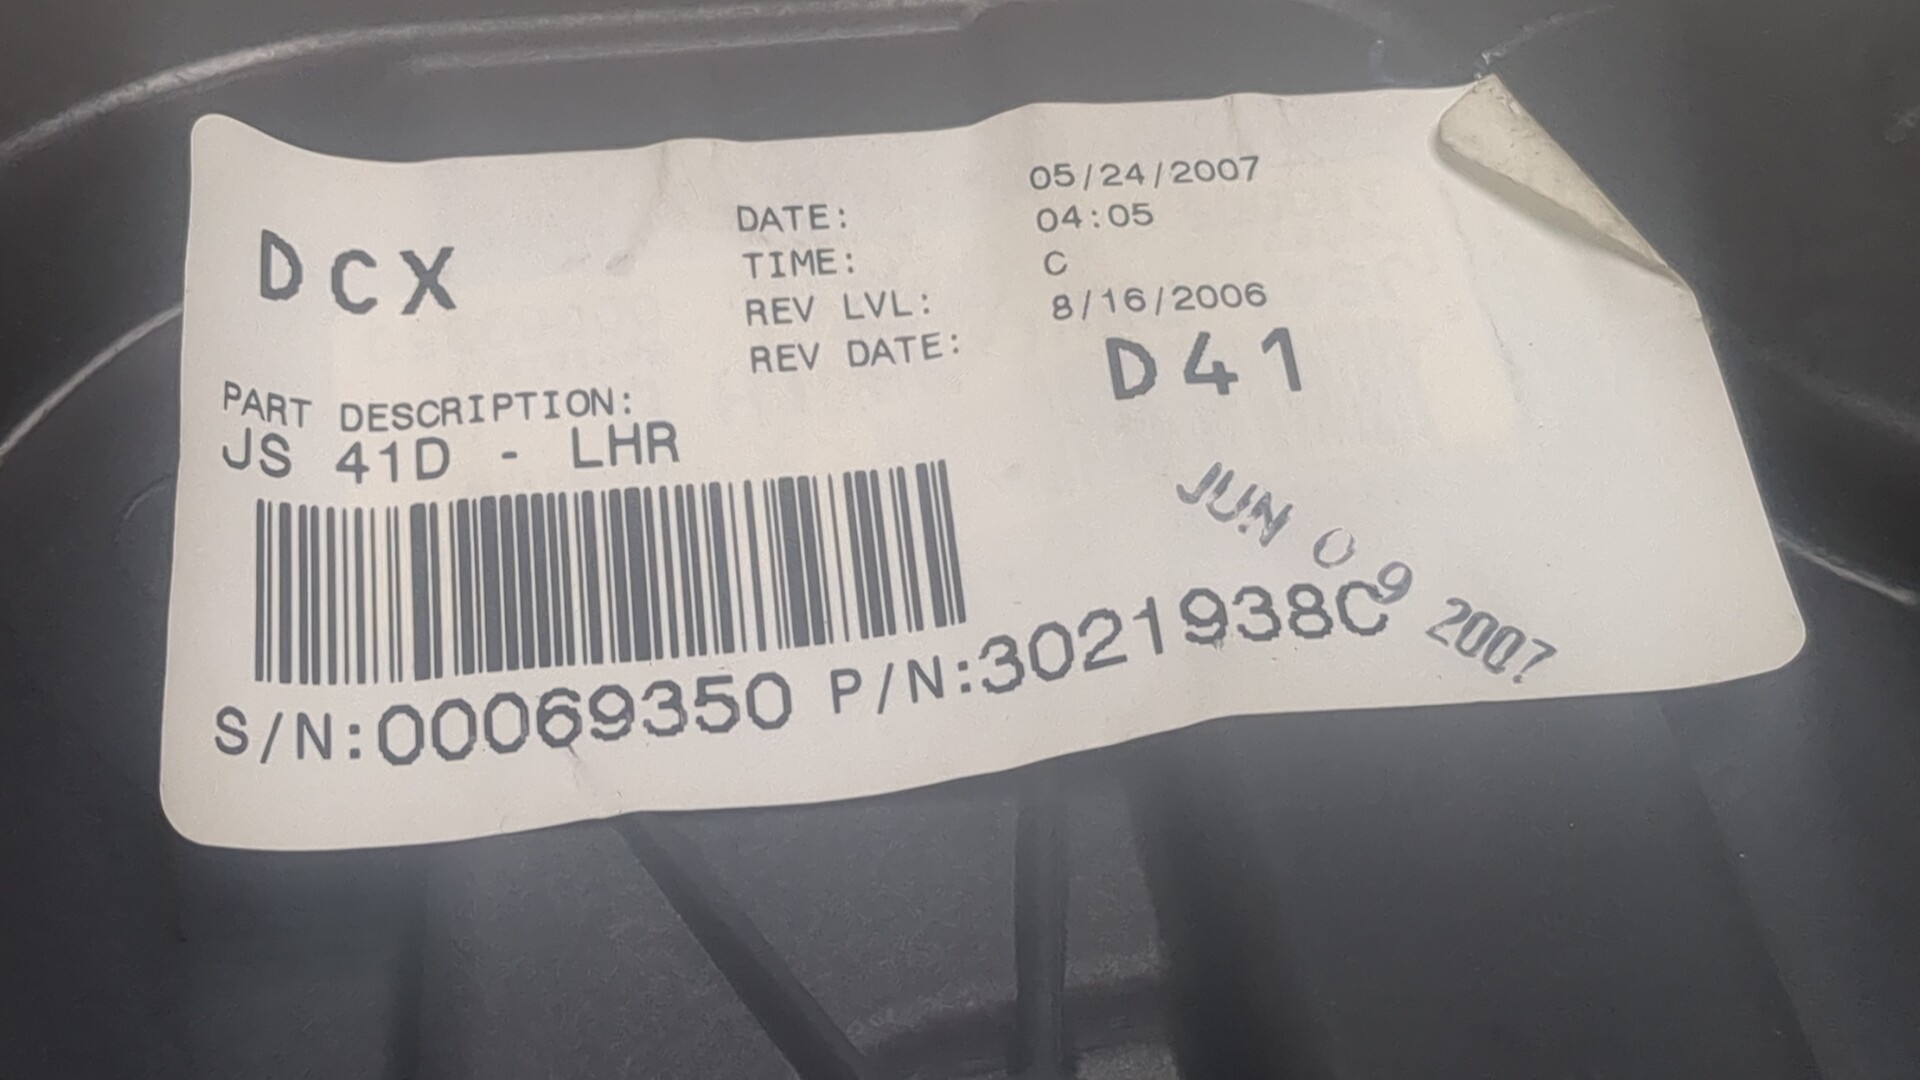 DCX
DATE: 05/24/2007
TIME: 04:05
REV LVL: C
REV DATE: 8/16/2006
D41
PART DESCRIPTION:
JS 41D - LHR
JUN 09 2007
S/N:00069350 P/N:3021938C